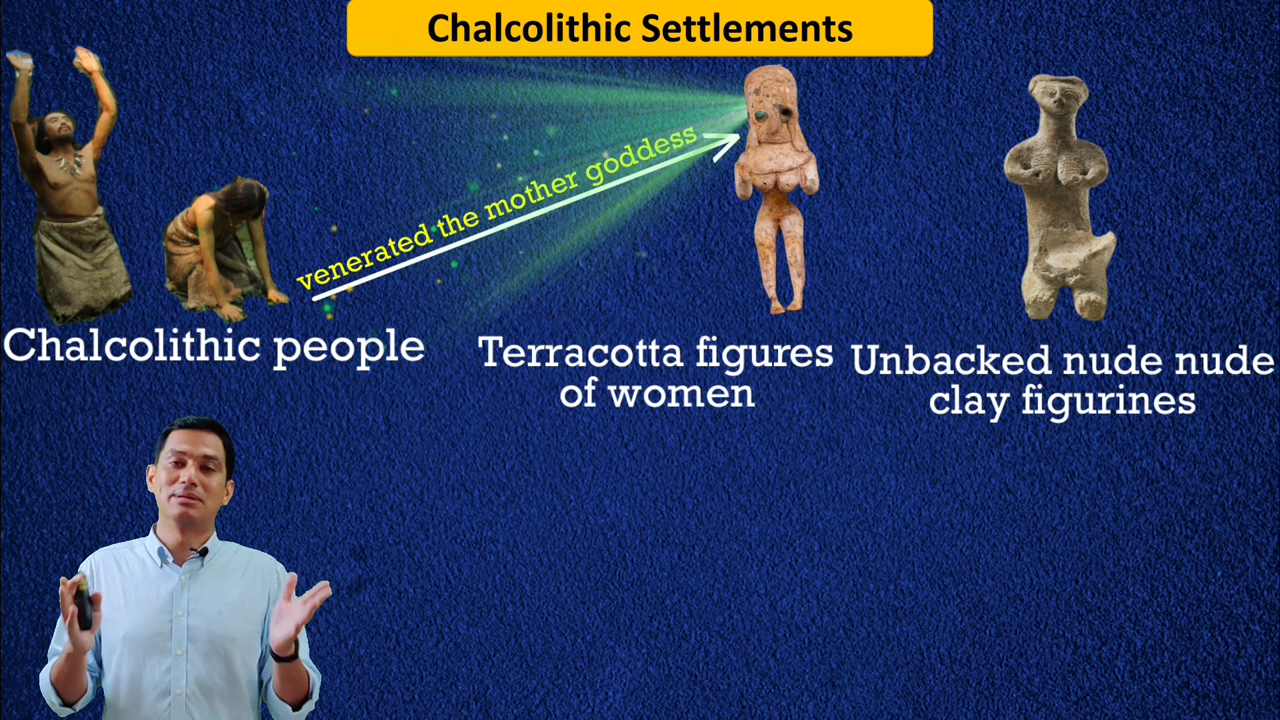 Chalcolithic Settlements
venerated the mother goddess
Chalcolithic people
Terracotta figures
of women
Unbacked nude nude
clay figurines